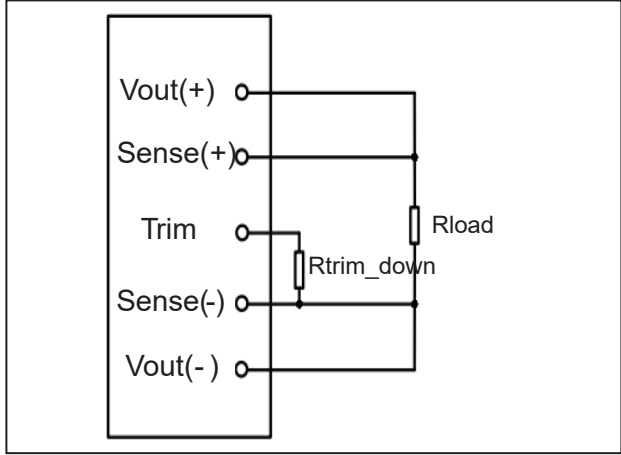 Vout(+)
Sense(+)
Trim
Rload
Rtrim_down
Sense(-)
Vout(-)